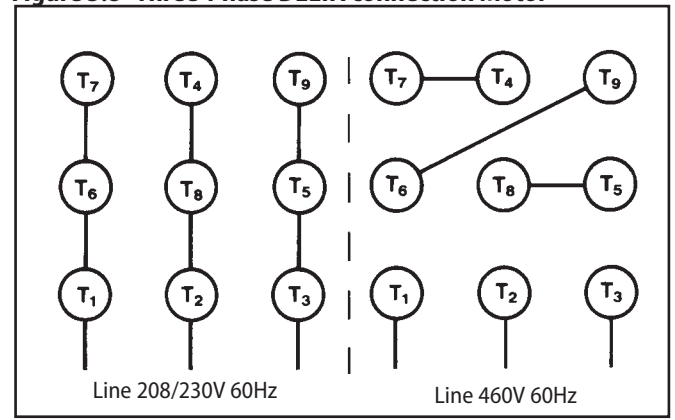 Figure 3.3 Three-Phase DELTA Connection Motor
T₇ T₄ T₉ T₇ T₄ T₉
T₆ T₈ T₅ T₆ T₈ T₅
T₁ T₂ T₃ T₁ T₂ T₃
Line 208/230V 60Hz Line 460V 60Hz